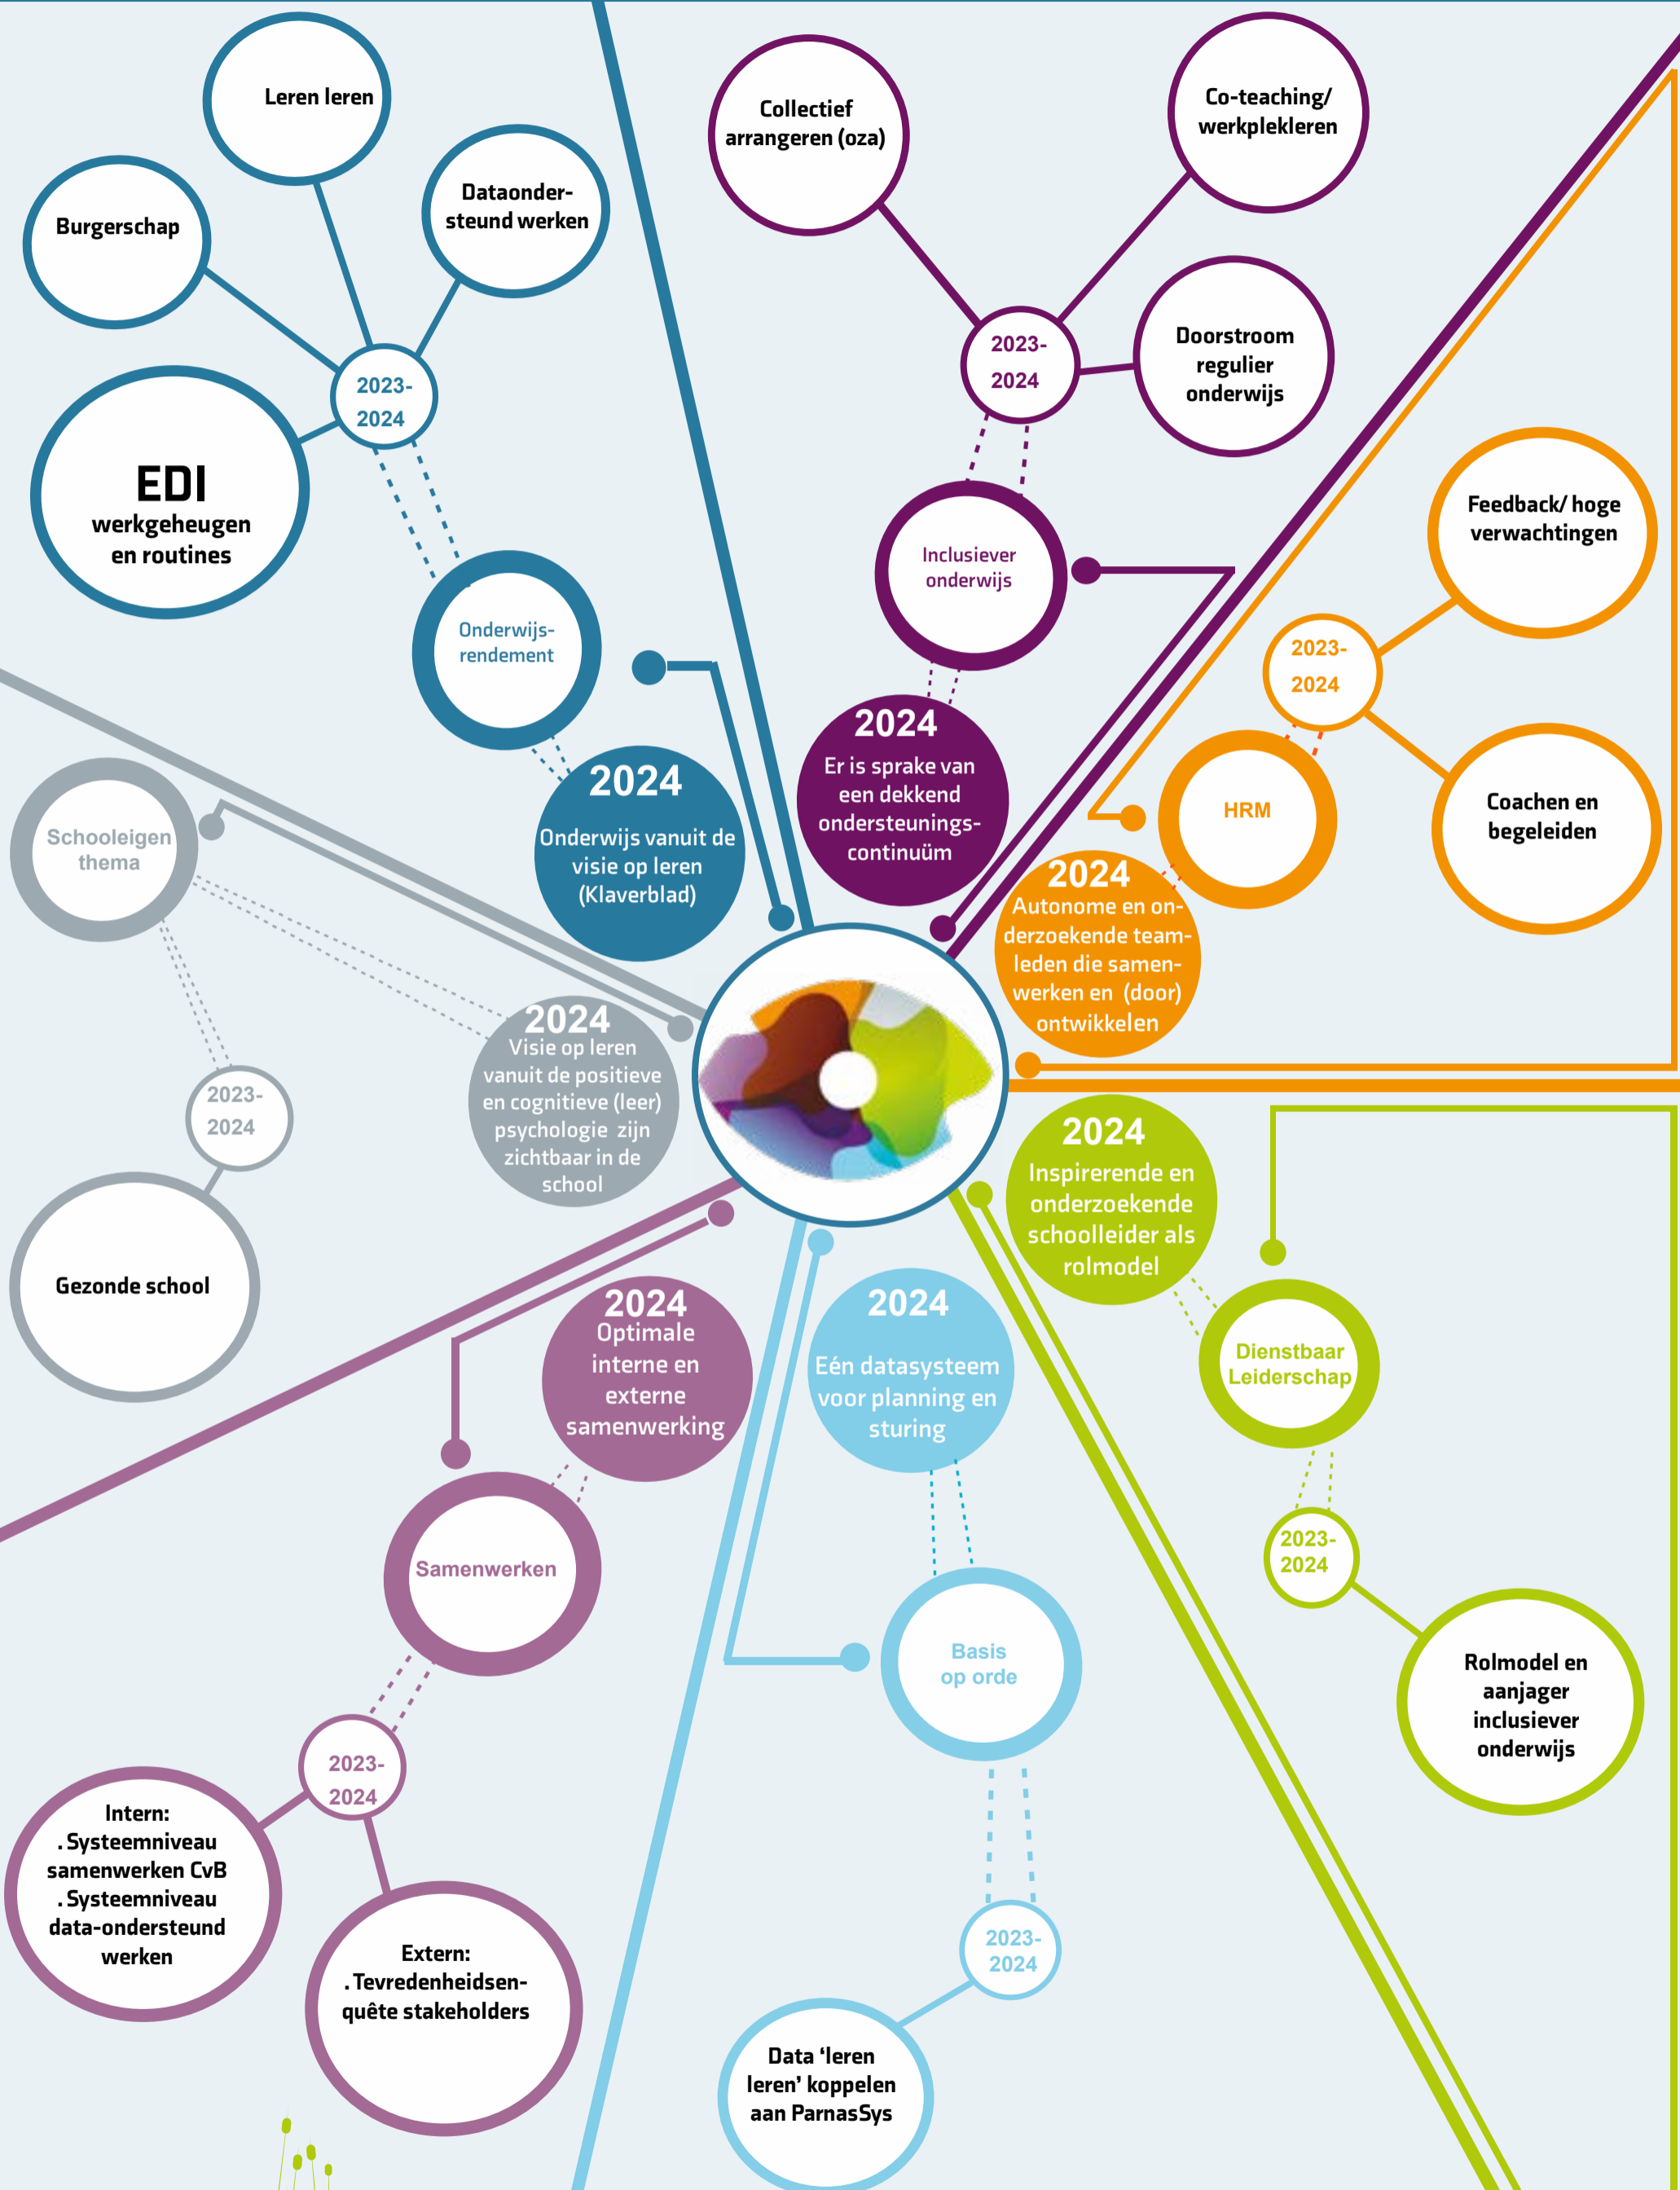 Leren leren
Burgerschap
Dataonder-
steund werken
2023-
2024
EDI
werkgeheugen
en routines
Onderwijs-
rendement
2024
Onderwijs vanuit de
visie op leren
(Klaverblad)
Collectief
arrangeren (oza)
Co-teaching/
werkplekleren
2023-
2024
Doorstroom
regulier
onderwijs
Inclusiever
onderwijs
2024
Er is sprake van
een dekkend
ondersteunings-
continuüm
Feedback/ hoge
verwachtingen
2023-
2024
Coachen en
begeleiden
HRM
2024
Autonome en on-
derzoekende team-
leden die samen-
werken en (door)
ontwikkelen
Schooleigen
thema
2024
Visie op leren
vanuit de positieve
en cognitieve (leer)
psychologie zijn
zichtbaar in de
school
2023-
2024
Gezonde school
2024
Inspirerende en
onderzoekende
schoolleider als
rolmodel
Dienstbaar
Leiderschap
2023-
2024
Rolmodel en
aanjager
inclusiever
onderwijs
2024
Optimale
interne en
externe
samenwerking
Samenwerken
2023-
2024
Intern:
. Systeemniveau
samenwerken CvB
. Systeemniveau
data-ondersteund
werken
Extern:
. Tevredenheidsen-
quête stakeholders
2024
Eén datasysteem
voor planning en
sturing
Basis
op orde
2023-
2024
Data ‘leren
leren’ koppelen
aan ParnasSys